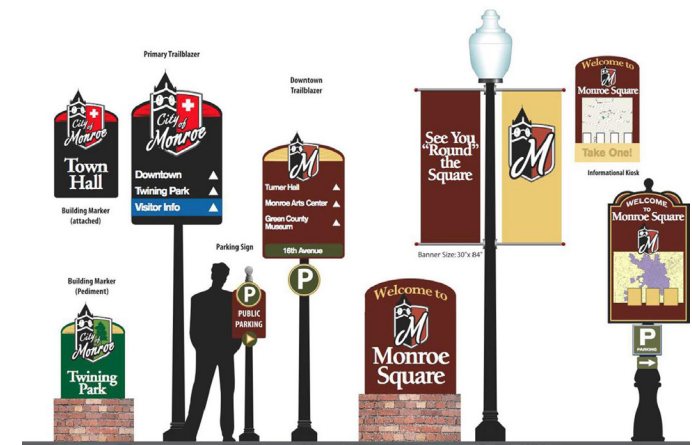 Primary Trailblazer
City of
Monroe
Downtown
Twining Park
Visitor Info
City of
Monroe
Town
Hall
Building Marker
(attached)
Building Marker
(Pediment)
City of
Monroe
Twining
Park
Parking Sign
P
PUBLIC
PARKING
Downtown
Trailblazer
M
Turner Hall
Monroe Arts Center
Green County
Museum
16th Avenue
P
See You
"Round"
the
Square
M
Banner Size: 30"x 84"
Welcome to
M
Monroe
Square
Welcome to
M
Monroe Square
Take One!
Informational Kiosk
WELCOME
TO
Monroe Square
M
P
PARKING